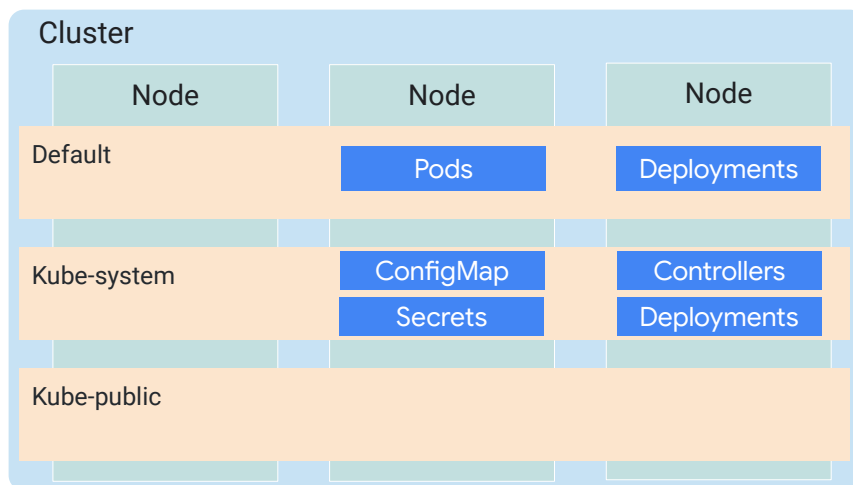 Cluster
Node
Node
Node
Default
Pods
Deployments
Kube-system
ConfigMap
Controllers
Secrets
Deployments
Kube-public